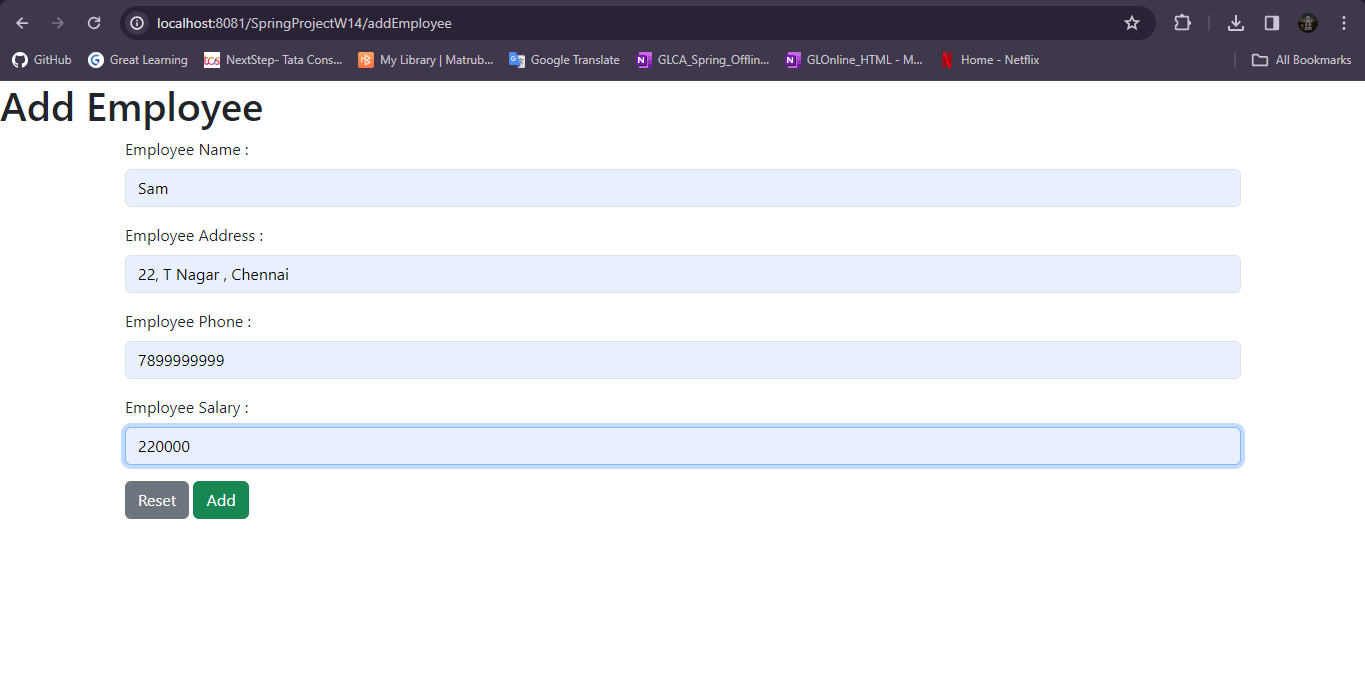 localhost:8081/SpringProjectW14/addEmployee
GitHub Great Learning NextStep- Tata Cons... My Library | Matrub... Google Translate GLCA_Spring_Offlin... GLOnline_HTML - M... Home - Netflix All Bookmarks
Add Employee
Employee Name :
Sam
Employee Address :
22, T Nagar , Chennai
Employee Phone :
7899999999
Employee Salary :
220000
Reset Add